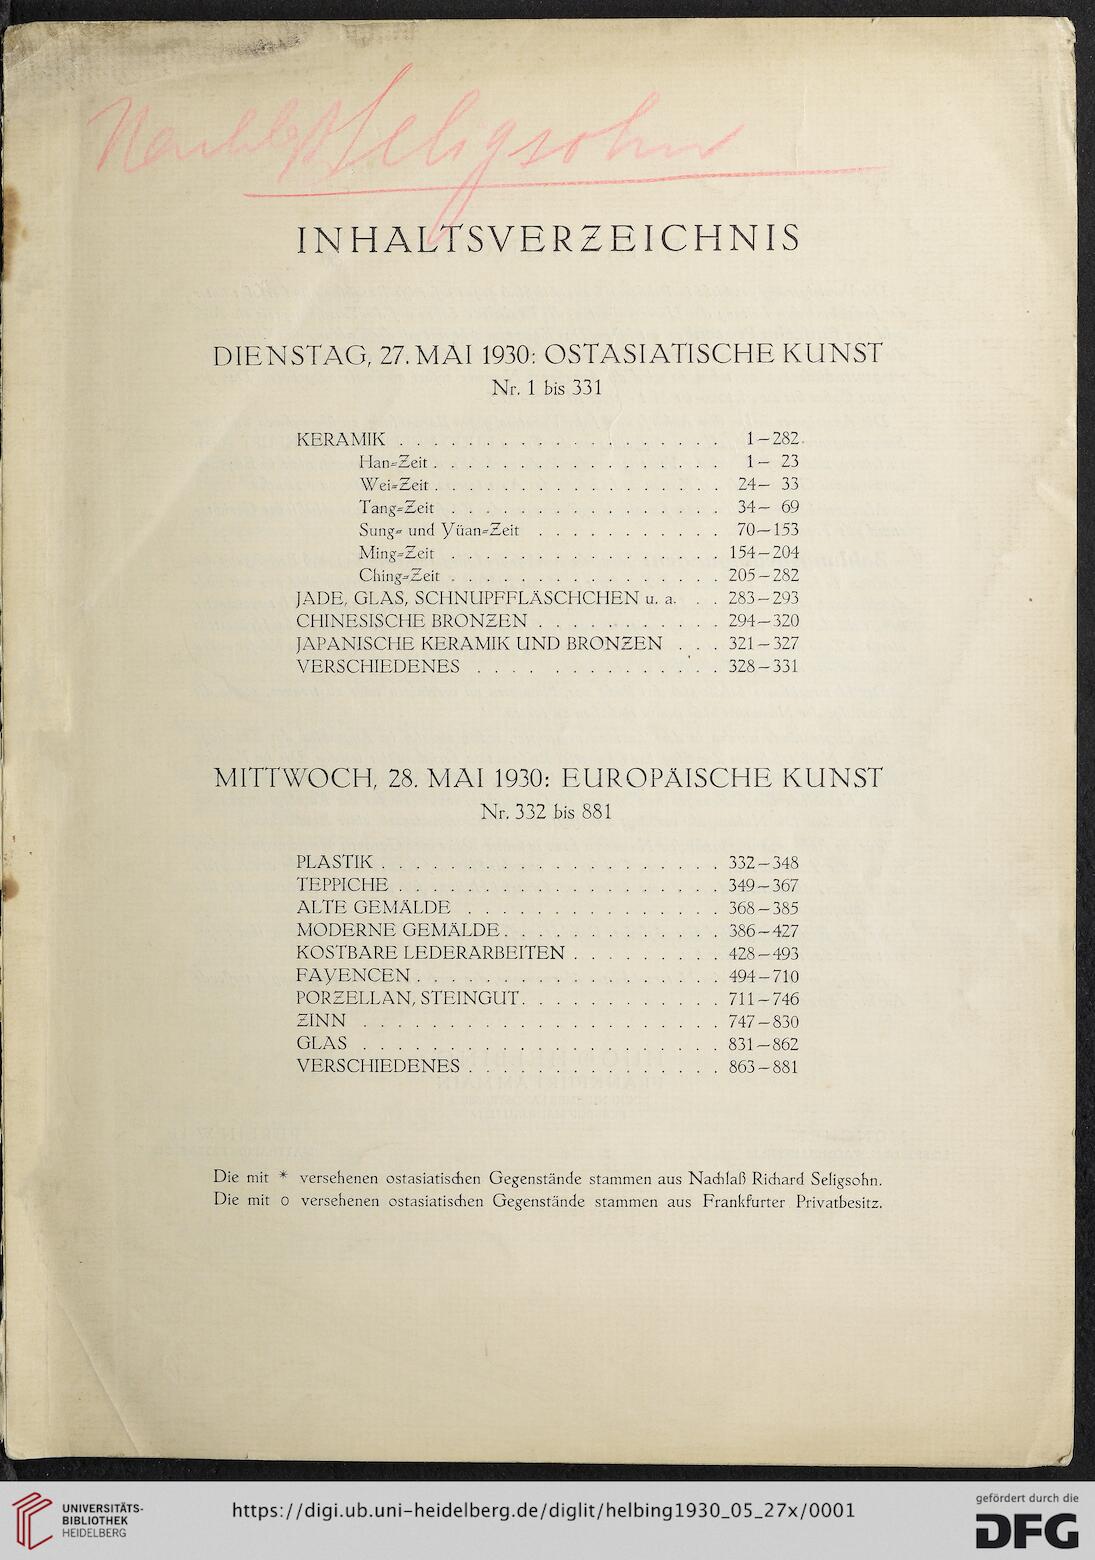 Nachlaß Seligsohn
INHALTSVERZEICHNIS
DIENSTAG, 27. MAI 1930: OSTASIATISCHE KUNST
Nr. 1 bis 331
KERAMIK . . . . . . . . . . . . . . . . . . . 1–282.
Han-Zeit . . . . . . . . . . . . . . . . . 1– 23
Wei-Zeit . . . . . . . . . . . . . . . . . 24– 33
Tang-Zeit . . . . . . . . . . . . . . . . 34– 69
Sung- und Yüan-Zeit . . . . . . . . . . . 70–153
Ming-Zeit . . . . . . . . . . . . . . . . 154–204
Ching-Zeit . . . . . . . . . . . . . . . . 205–282
JADE, GLAS, SCHNUPFFLÄSCHCHEN u. a. . . 283–293
CHINESISCHE BRONZEN . . . . . . . . . . . 294–320
JAPANISCHE KERAMIK UND BRONZEN . . . 321–327
VERSCHIEDENES . . . . . . . . . . . . . . 328–331
MITTWOCH, 28. MAI 1930: EUROPÄISCHE KUNST
Nr. 332 bis 881
PLASTIK . . . . . . . . . . . . . . . . . . . . 332–348
TEPPICHE . . . . . . . . . . . . . . . . . . . 349–367
ALTE GEMÄLDE . . . . . . . . . . . . . . . 368–385
MODERNE GEMÄLDE . . . . . . . . . . . . . 386–427
KOSTBARE LEDERARBEITEN . . . . . . . . . 428–493
FAYENCEN . . . . . . . . . . . . . . . . . . 494–710
PORZELLAN, STEINGUT . . . . . . . . . . . . 711–746
ZINN . . . . . . . . . . . . . . . . . . . . . 747–830
GLAS . . . . . . . . . . . . . . . . . . . . . 831–862
VERSCHIEDENES . . . . . . . . . . . . . . . 863–881
Die mit * versehenen ostasiatischen Gegenstände stammen aus Nachlaß Richard Seligsohn.
Die mit o versehenen ostasiatischen Gegenstände stammen aus Frankfurter Privatbesitz.
UNIVERSITÄTS-
BIBLIOTHEK
HEIDELBERG
https://digi.ub.uni-heidelberg.de/diglit/helbing1930_05_27x/0001
gefördert durch die
DFG